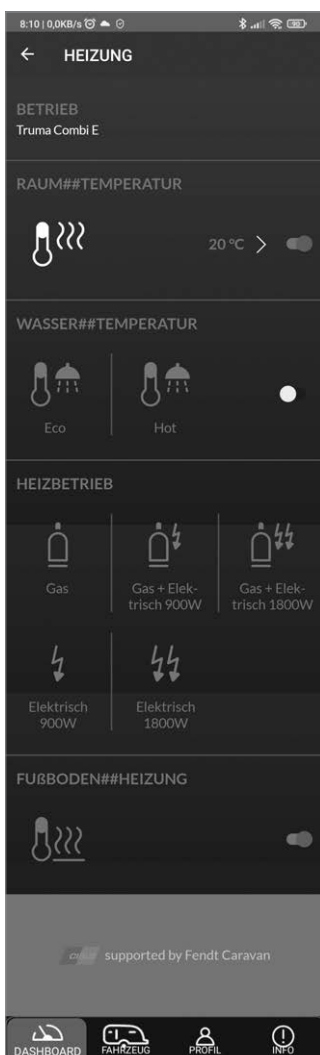 8:10 | 0,0KB/s
HEIZUNG
BETRIEB
Truma Combi E
RAUM##TEMPERATUR
20 °C
WASSER##TEMPERATUR
Eco Hot
HEIZBETRIEB
Gas Gas + Elek-
trisch 900W Gas + Elek-
trisch 1800W
Elektrisch
900W Elektrisch
1800W
FUßBODEN##HEIZUNG
supported by Fendt Caravan
DASHBOARD FAHRZEUG PROFIL INFO